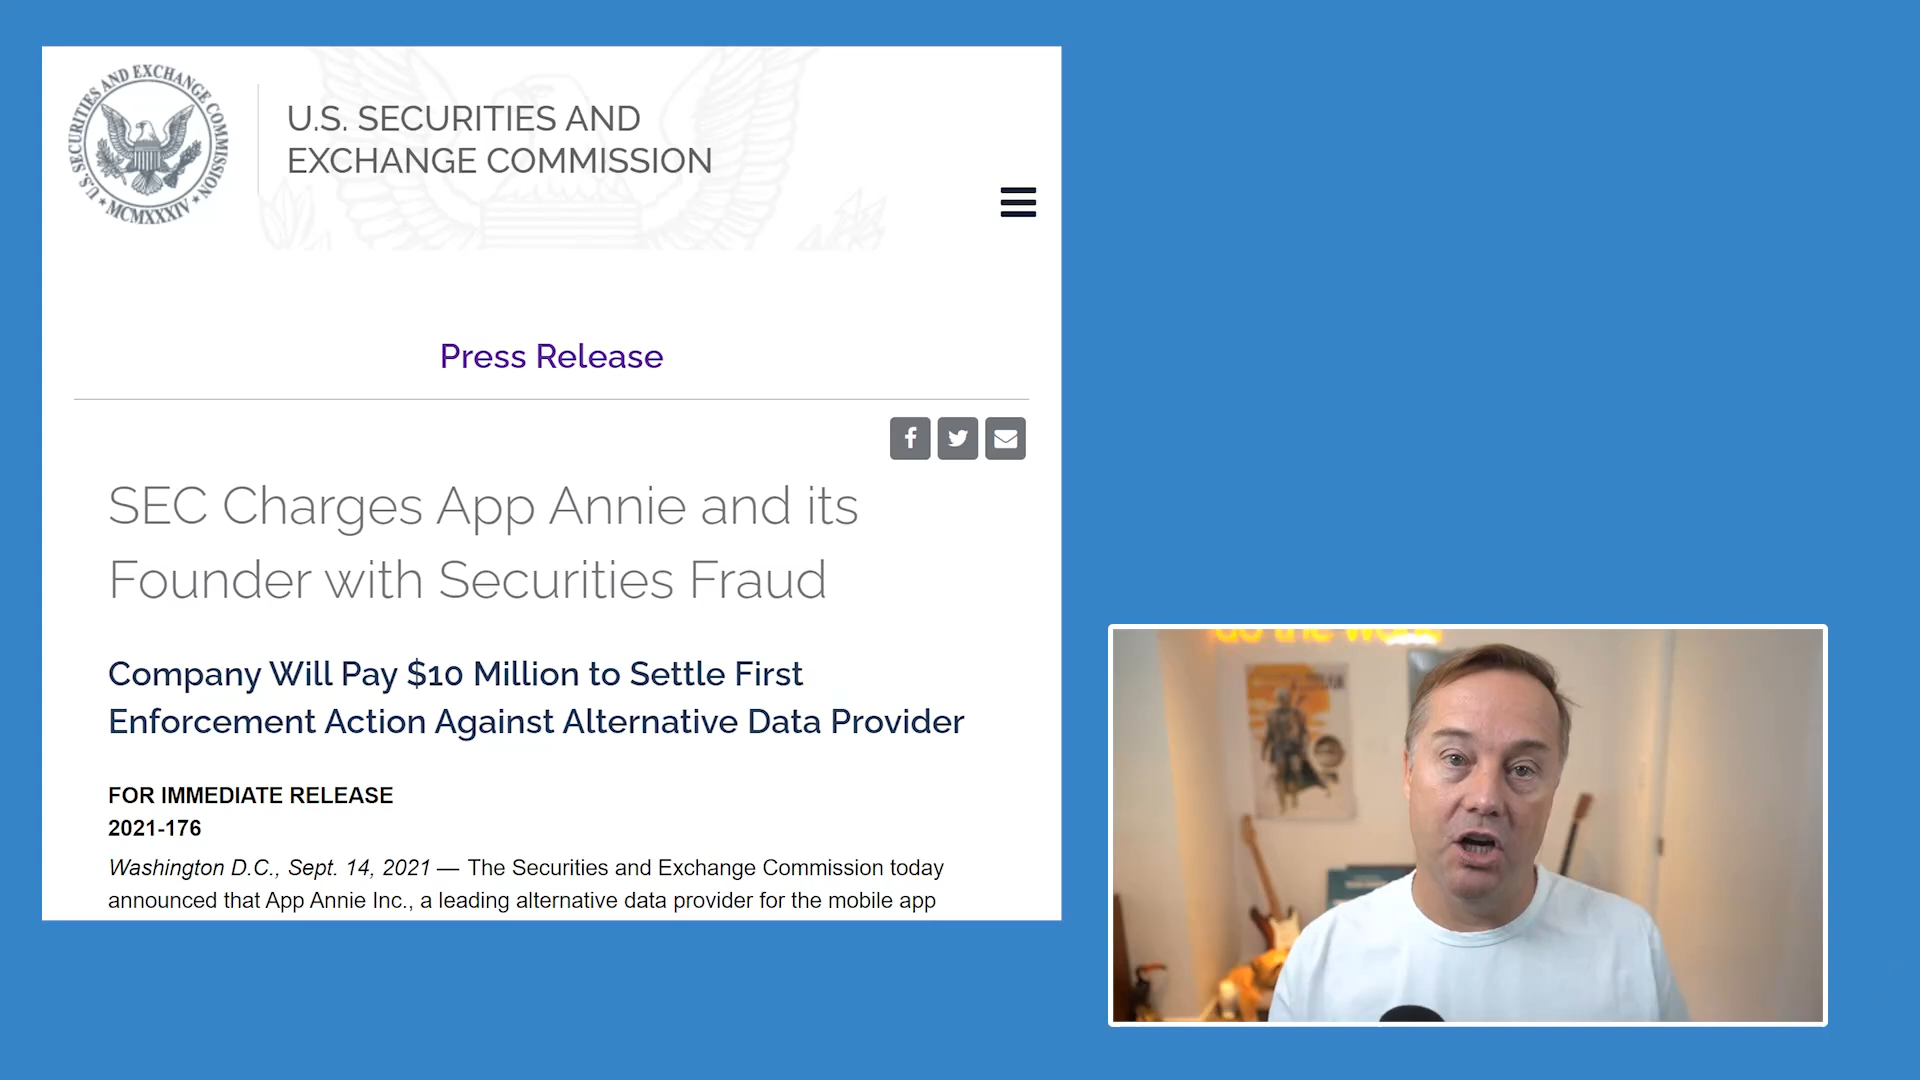 U.S. SECURITIES AND EXCHANGE COMMISSION
MCMXXXIV
U.S. SECURITIES AND
EXCHANGE COMMISSION
Press Release
SEC Charges App Annie and its
Founder with Securities Fraud
Company Will Pay $10 Million to Settle First
Enforcement Action Against Alternative Data Provider
FOR IMMEDIATE RELEASE
2021-176
Washington D.C., Sept. 14, 2021 — The Securities and Exchange Commission today
announced that App Annie Inc., a leading alternative data provider for the mobile app
do the work